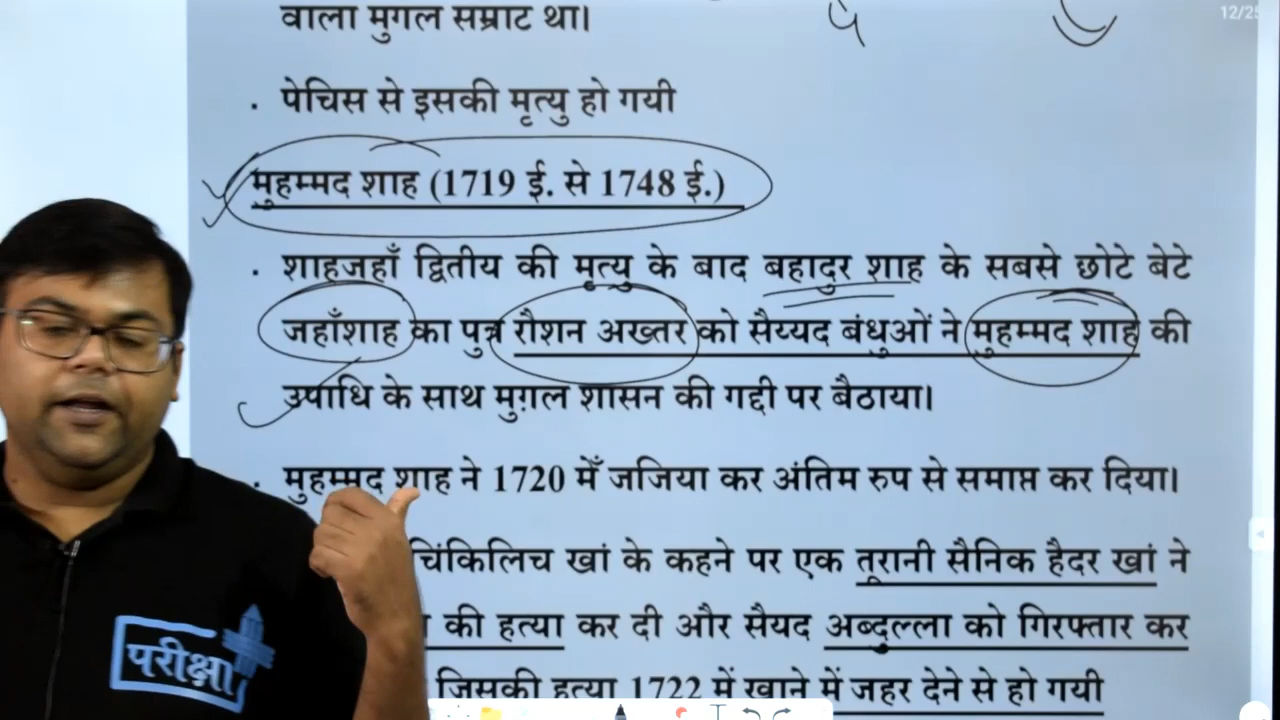 12/25
वाला मुगल सम्राट था।
. पेचिस से इसकी मृत्यु हो गयी
मुहम्मद शाह (1719 ई. से 1748 ई.)
. शाहजहाँ द्वितीय की मृत्यु के बाद बहादुर शाह के सबसे छोटे बेटे
जहाँशाह का पुत्र रौशन अख्तर को सैय्यद बंधुओं ने मुहम्मद शाह की
उपाधि के साथ मुग़ल शासन की गद्दी पर बैठाया।
. मुहम्मद शाह ने 1720 में जजिया कर अंतिम रुप से समाप्त कर दिया।
चिंकिलिच खां के कहने पर एक तूरानी सैनिक हैदर खां ने
की हत्या कर दी और सैयद अब्दुल्ला को गिरफ्तार कर
जिसकी हत्या 1722 में खाने में जहर देने से हो गयी
परीक्षा